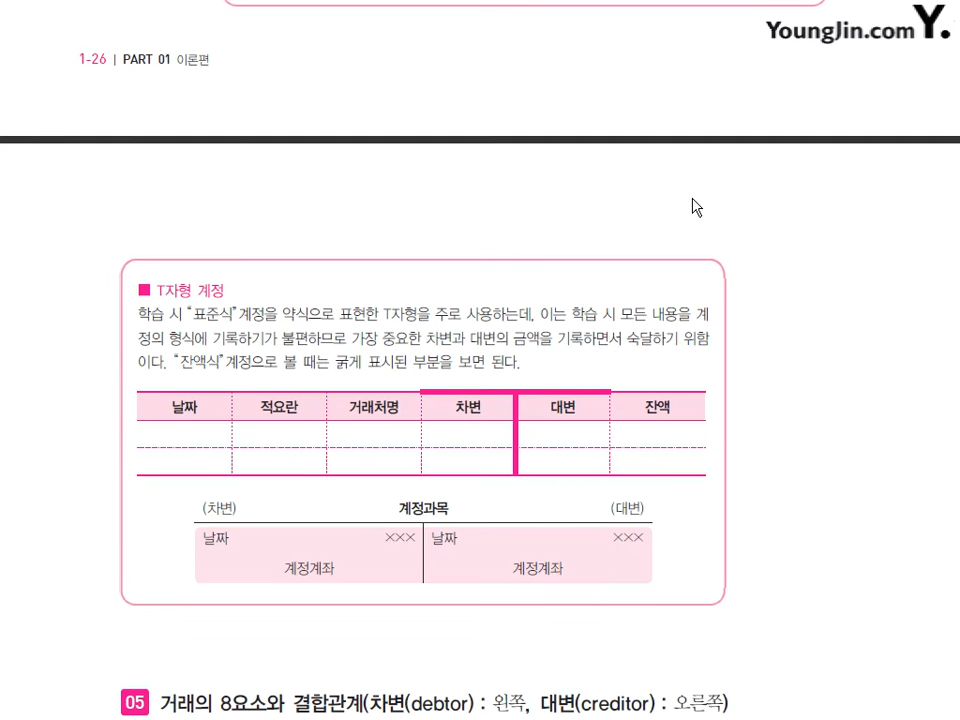 YoungJin.com Y.
1-26 | PART 01 이론편
■ T자형 계정
학습 시 “표준식”계정을 약식으로 표현한 T자형을 주로 사용하는데, 이는 학습 시 모든 내용을 계
정의 형식에 기록하기가 불편하므로 가장 중요한 차변과 대변의 금액을 기록하면서 숙달하기 위함
이다. “잔액식”계정으로 볼 때는 굵게 표시된 부분을 보면 된다.
날짜 적요란 거래처명 차변 대변 잔액
(차변) 계정과목 (대변)
날짜 ××× 날짜 ×××
계정계좌 계정계좌
05 거래의 8요소와 결합관계(차변(debtor) : 왼쪽, 대변(creditor) : 오른쪽)